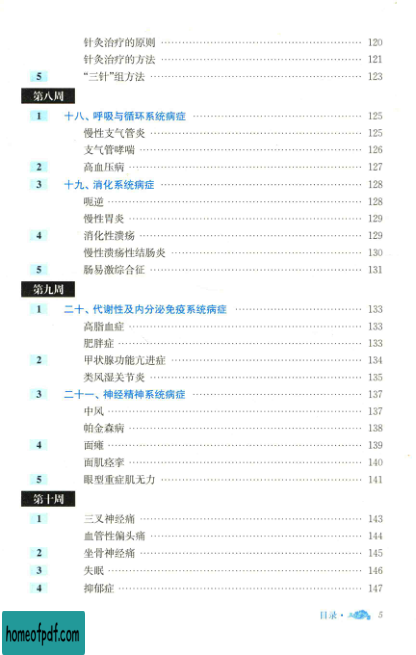 针灸治疗的原则 120
针灸治疗的方法 121
5 “三针”组方法 123
第八周
1 十八、呼吸与循环系统病症 125
慢性支气管炎 125
支气管哮喘 126
2 高血压病 127
3 十九、消化系统病症 128
呃逆 128
慢性胃炎 129
4 消化性溃疡 129
慢性溃疡性结肠炎 130
5 肠易激综合征 131
第九周
1 二十、代谢性及内分泌免疫系统病症 133
高脂血症 133
肥胖症 133
2 甲状腺功能亢进症 134
类风湿关节炎 135
3 二十一、神经精神系统病症 137
中风 137
帕金森病 138
4 面瘫 139
面肌痉挛 140
5 眼型重症肌无力 141
第十周
1 三叉神经痛 143
血管性偏头痛 144
2 坐骨神经痛 145
3 失眠 146
4 抑郁症 147
目录· 5
homeofpdf.com